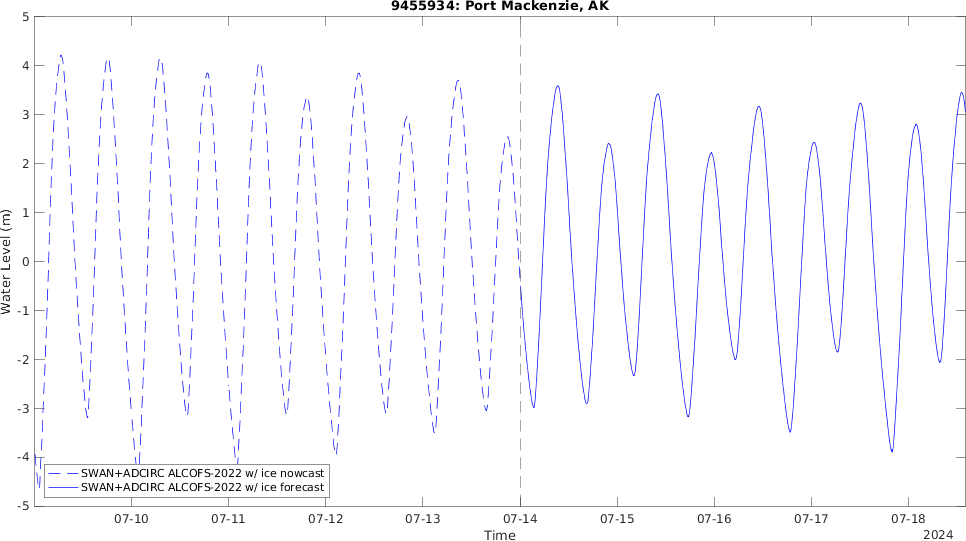 9455934: Port Mackenzie, AK
5
4
3
2
1
0
-1
-2
-3
-4
-5
Water Level (m)
SWAN+ADCIRC ALCOFS-2022 w/ ice nowcast
SWAN+ADCIRC ALCOFS-2022 w/ ice forecast
07-10 07-11 07-12 07-13 07-14 07-15 07-16 07-17 07-18
Time
2024